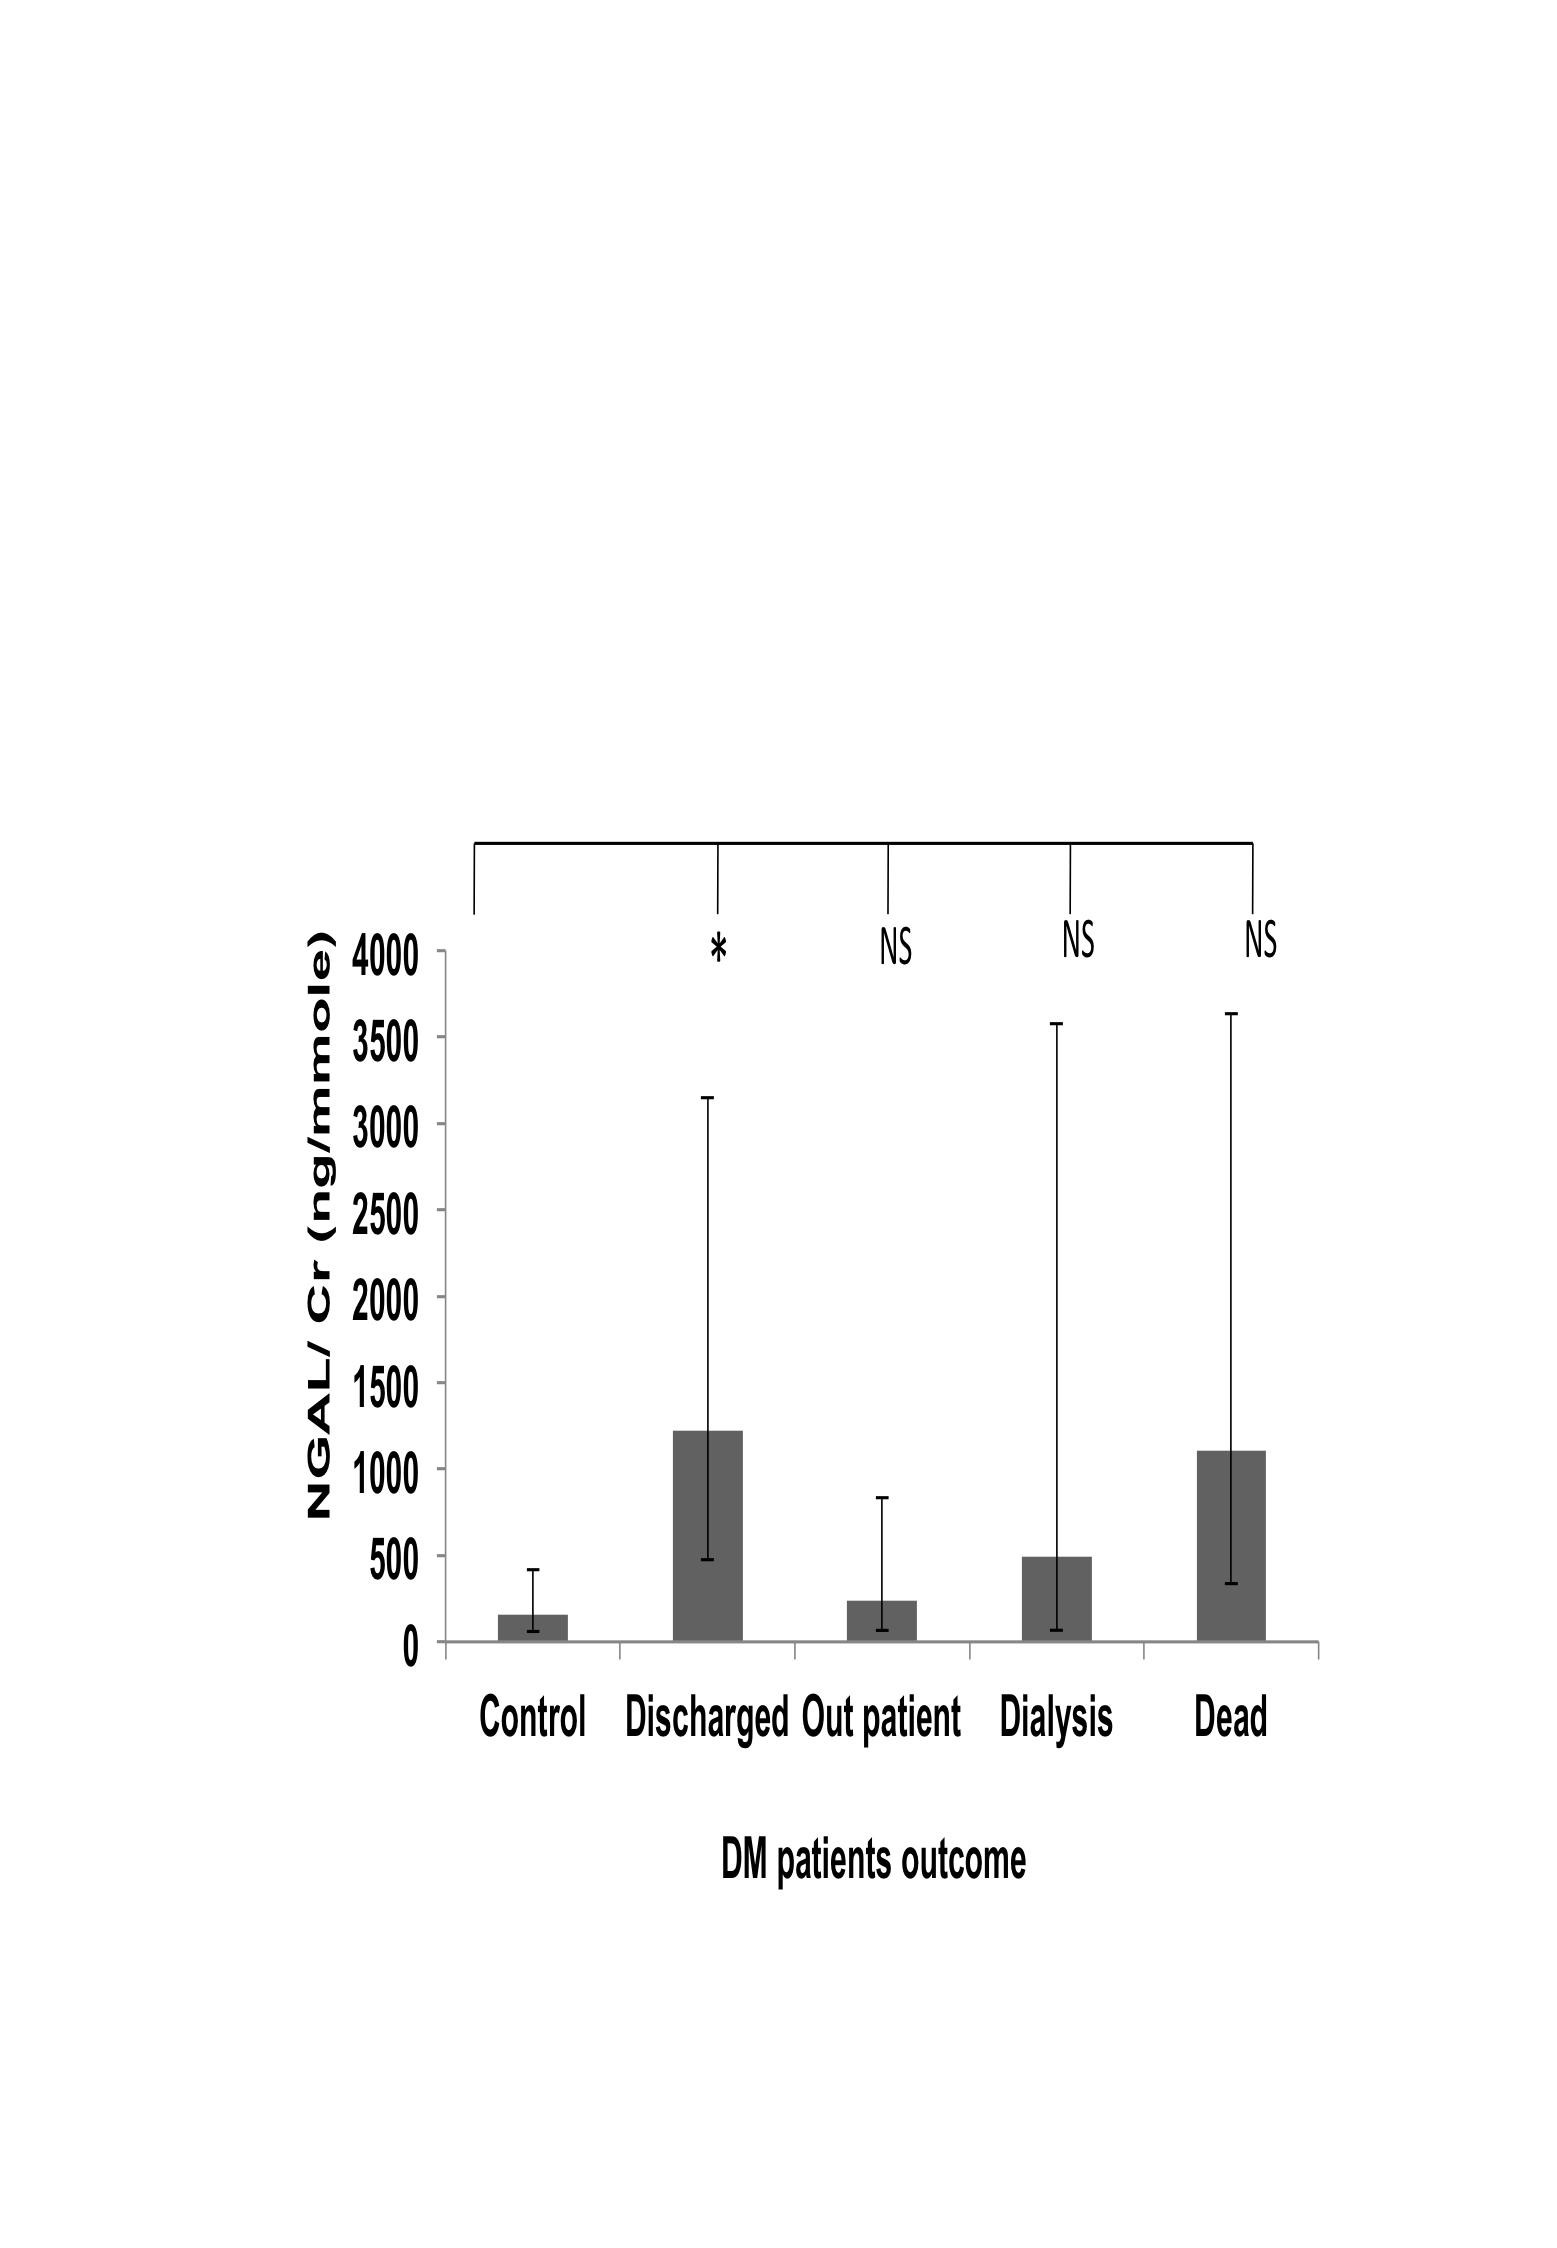 * NS NS NS
NGAL/ Cr (ng/mmole)
4000
3500
3000
2500
2000
1500
1000
500
0
Control Discharged Out patient Dialysis Dead
DM patients outcome